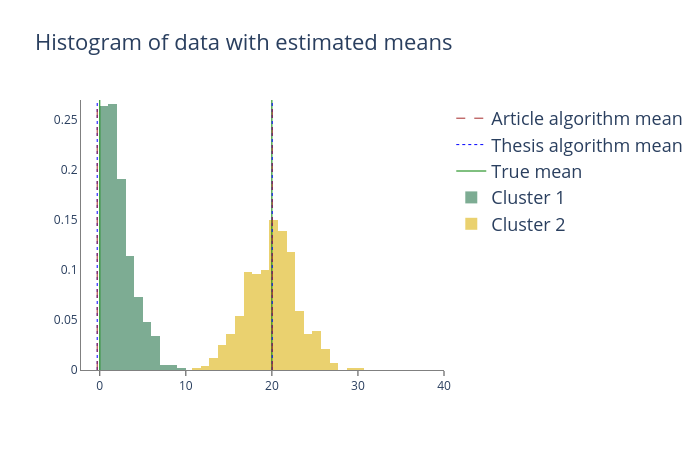 Histogram of data with estimated means
0.25
0.2
0.15
0.1
0.05
0
0 10 20 30 40
Article algorithm mean
Thesis algorithm mean
True mean
Cluster 1
Cluster 2